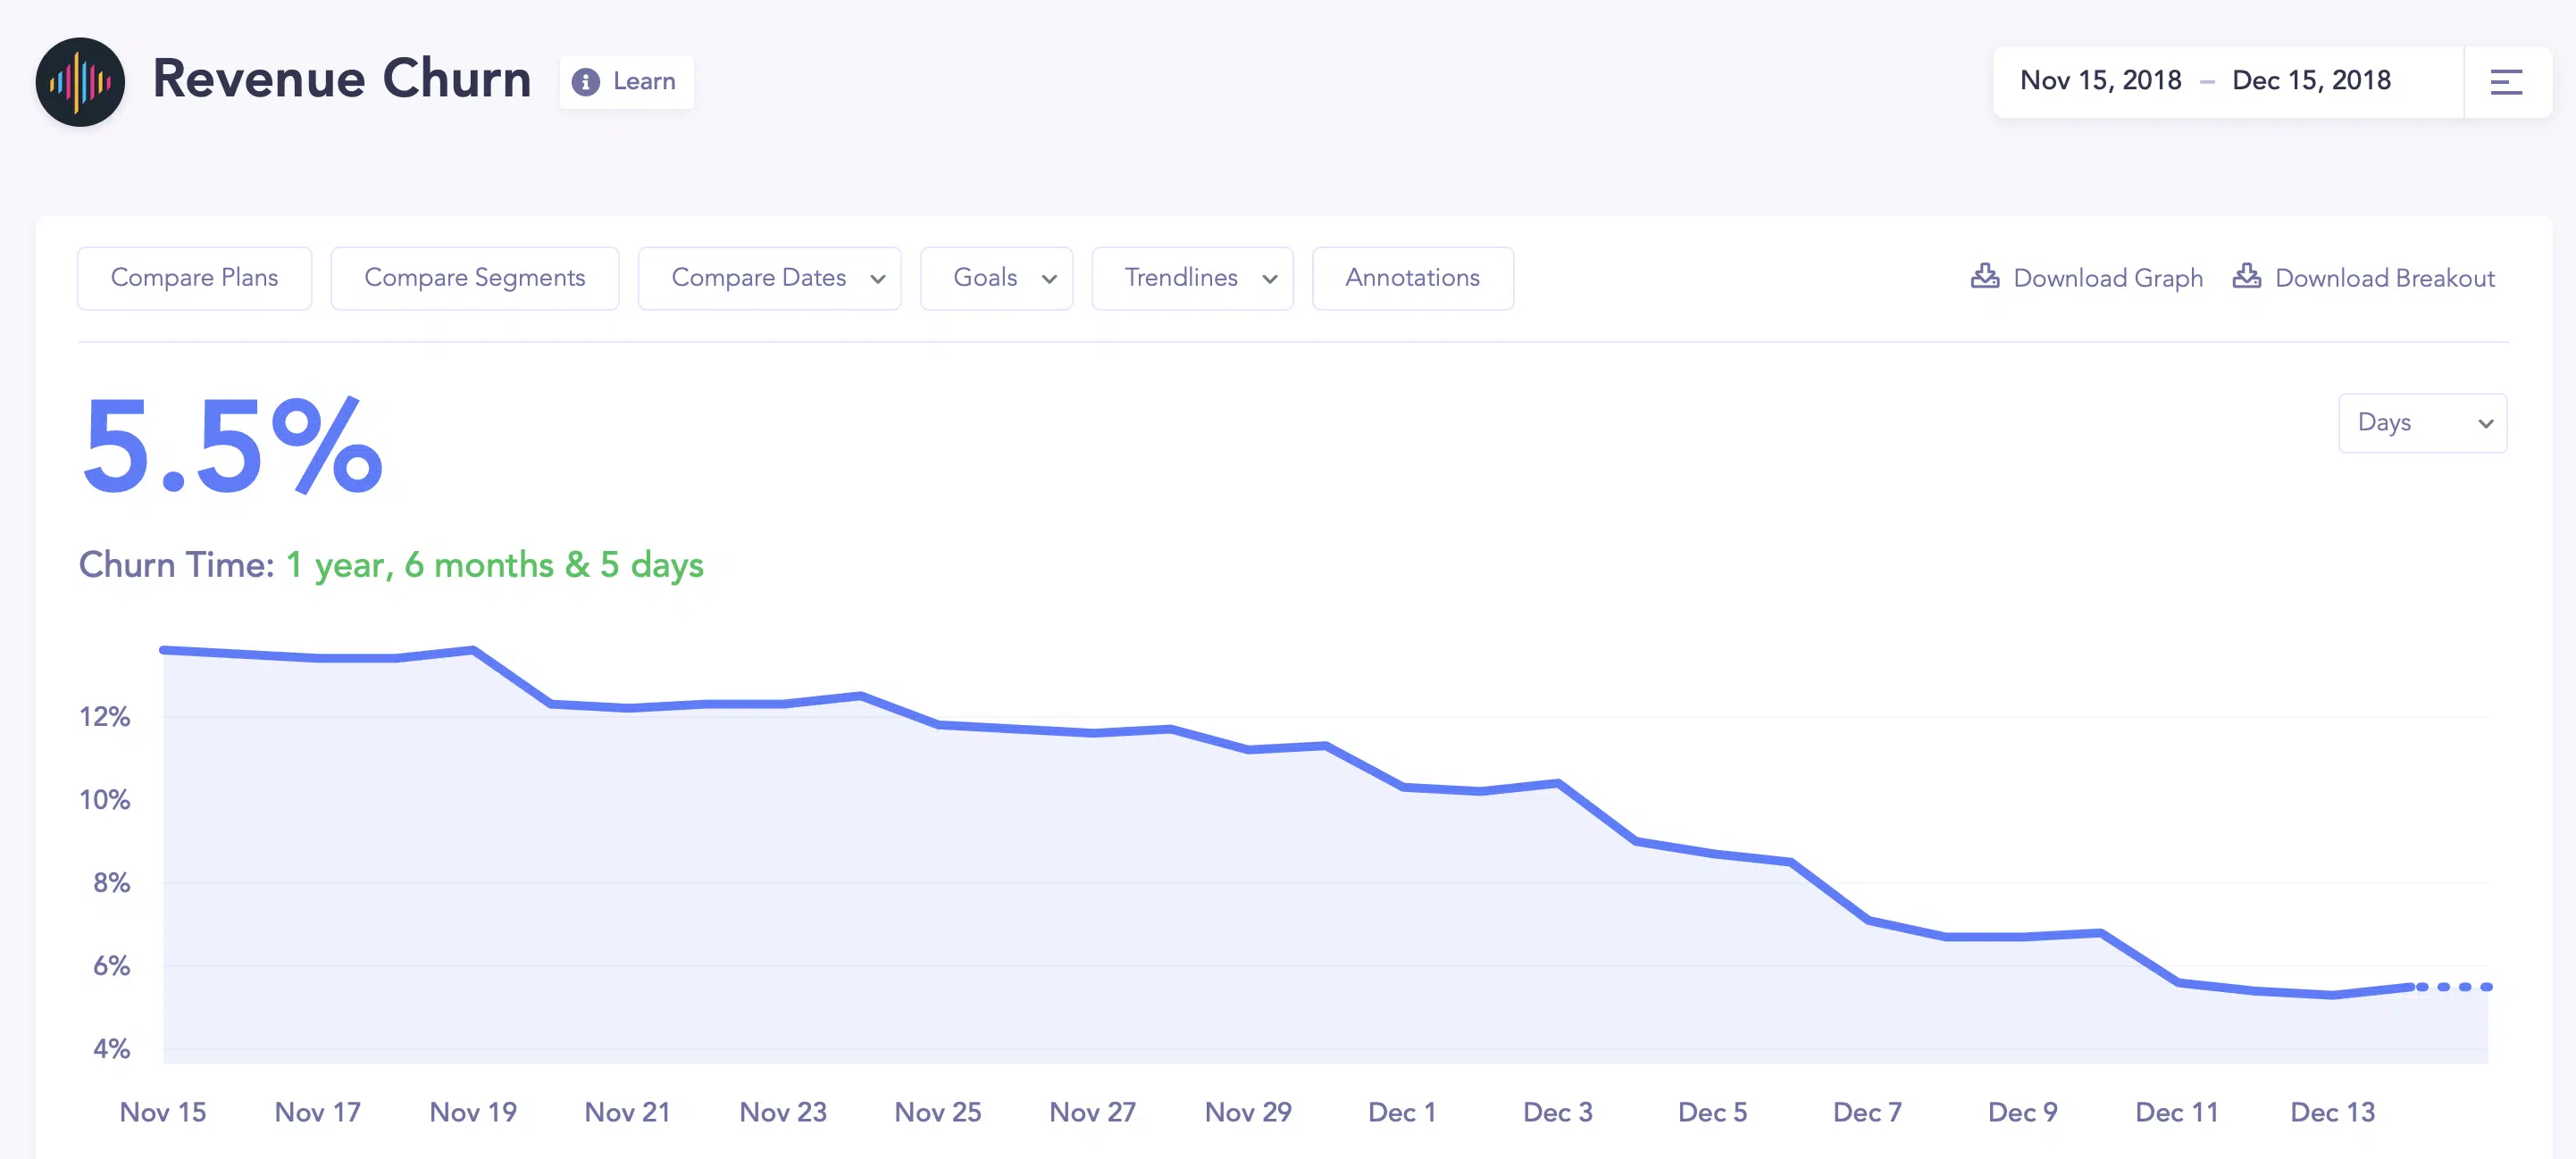 Revenue Churn
Learn
Nov 15, 2018 – Dec 15, 2018
Compare Plans
Compare Segments
Compare Dates
Goals
Trendlines
Annotations
Download Graph
Download Breakout
5.5%
Days
Churn Time: 1 year, 6 months & 5 days
12%
10%
8%
6%
4%
Nov 15 Nov 17 Nov 19 Nov 21 Nov 23 Nov 25 Nov 27 Nov 29 Dec 1 Dec 3 Dec 5 Dec 7 Dec 9 Dec 11 Dec 13